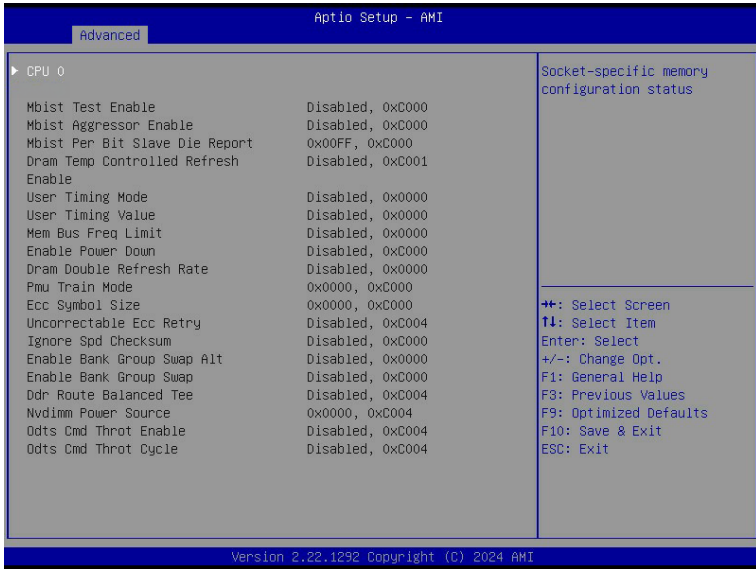 Aptio Setup – AMI
Advanced
▶ CPU 0
Mbist Test Enable Disabled, 0xC000
Mbist Aggressor Enable Disabled, 0xC000
Mbist Per Bit Slave Die Report 0x00FF, 0xC000
Dram Temp Controlled Refresh Disabled, 0xC001
Enable
User Timing Mode Disabled, 0x0000
User Timing Value Disabled, 0x0000
Mem Bus Freq Limit Disabled, 0x0000
Enable Power Down Disabled, 0xC000
Dram Double Refresh Rate Disabled, 0x0000
Pmu Train Mode 0x0000, 0xC000
Ecc Symbol Size 0x0000, 0xC000
Uncorrectable Ecc Retry Disabled, 0xC004
Ignore Spd Checksum Disabled, 0xC000
Enable Bank Group Swap Alt Disabled, 0x0000
Enable Bank Group Swap Disabled, 0xC000
Ddr Route Balanced Tee Disabled, 0xC004
Nvdimm Power Source 0x0000, 0xC004
Odts Cmd Throt Enable Disabled, 0xC004
Odts Cmd Throt Cycle Disabled, 0xC004
Socket-specific memory
configuration status
→←: Select Screen
↑↓: Select Item
Enter: Select
+/-: Change Opt.
F1: General Help
F3: Previous Values
F9: Optimized Defaults
F10: Save & Exit
ESC: Exit
Version 2.22.1292 Copyright (C) 2024 AMI